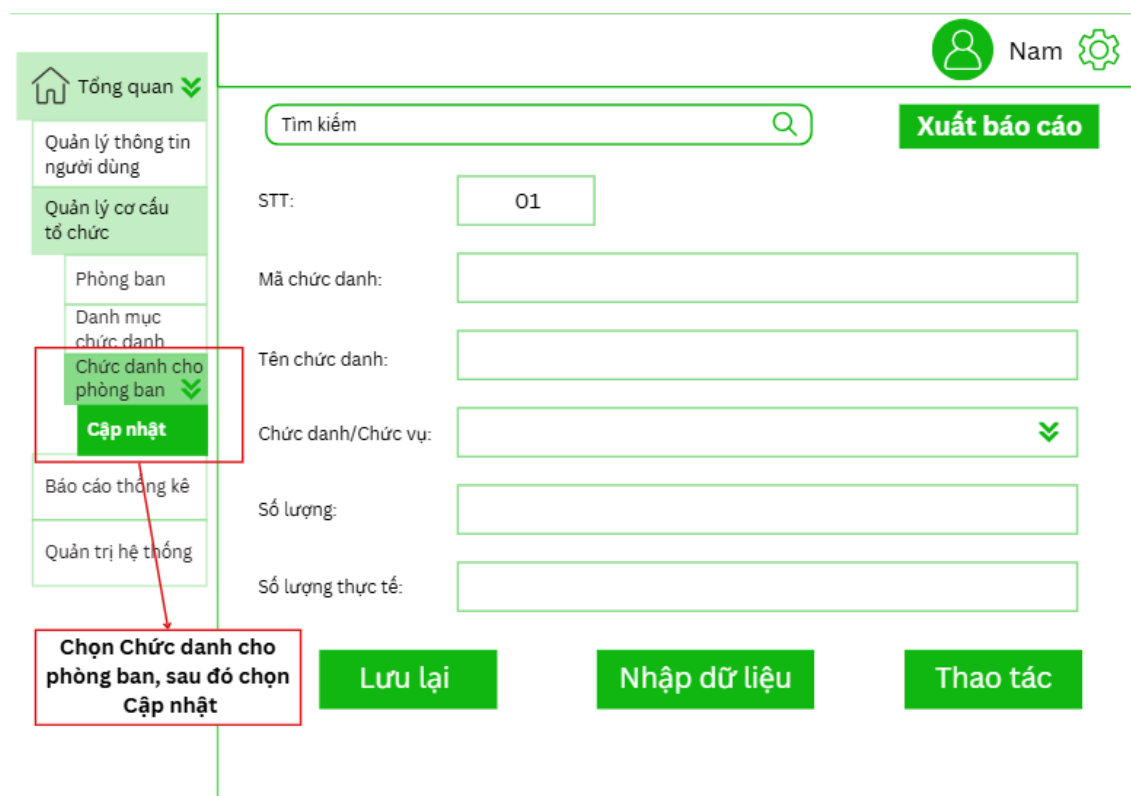 Nam
Tổng quan
Tìm kiếm
Xuất báo cáo
Quản lý thông tin
người dùng
Quản lý cơ cấu
tổ chức
Phòng ban
Danh mục
chức danh
Chức danh cho
phòng ban
Cập nhật
Báo cáo thống kê
Quản trị hệ thống
Chọn Chức danh cho
phòng ban, sau đó chọn
Cập nhật
STT:
01
Mã chức danh:
Tên chức danh:
Chức danh/Chức vụ:
Số lượng:
Số lượng thực tế:
Lưu lại
Nhập dữ liệu
Thao tác